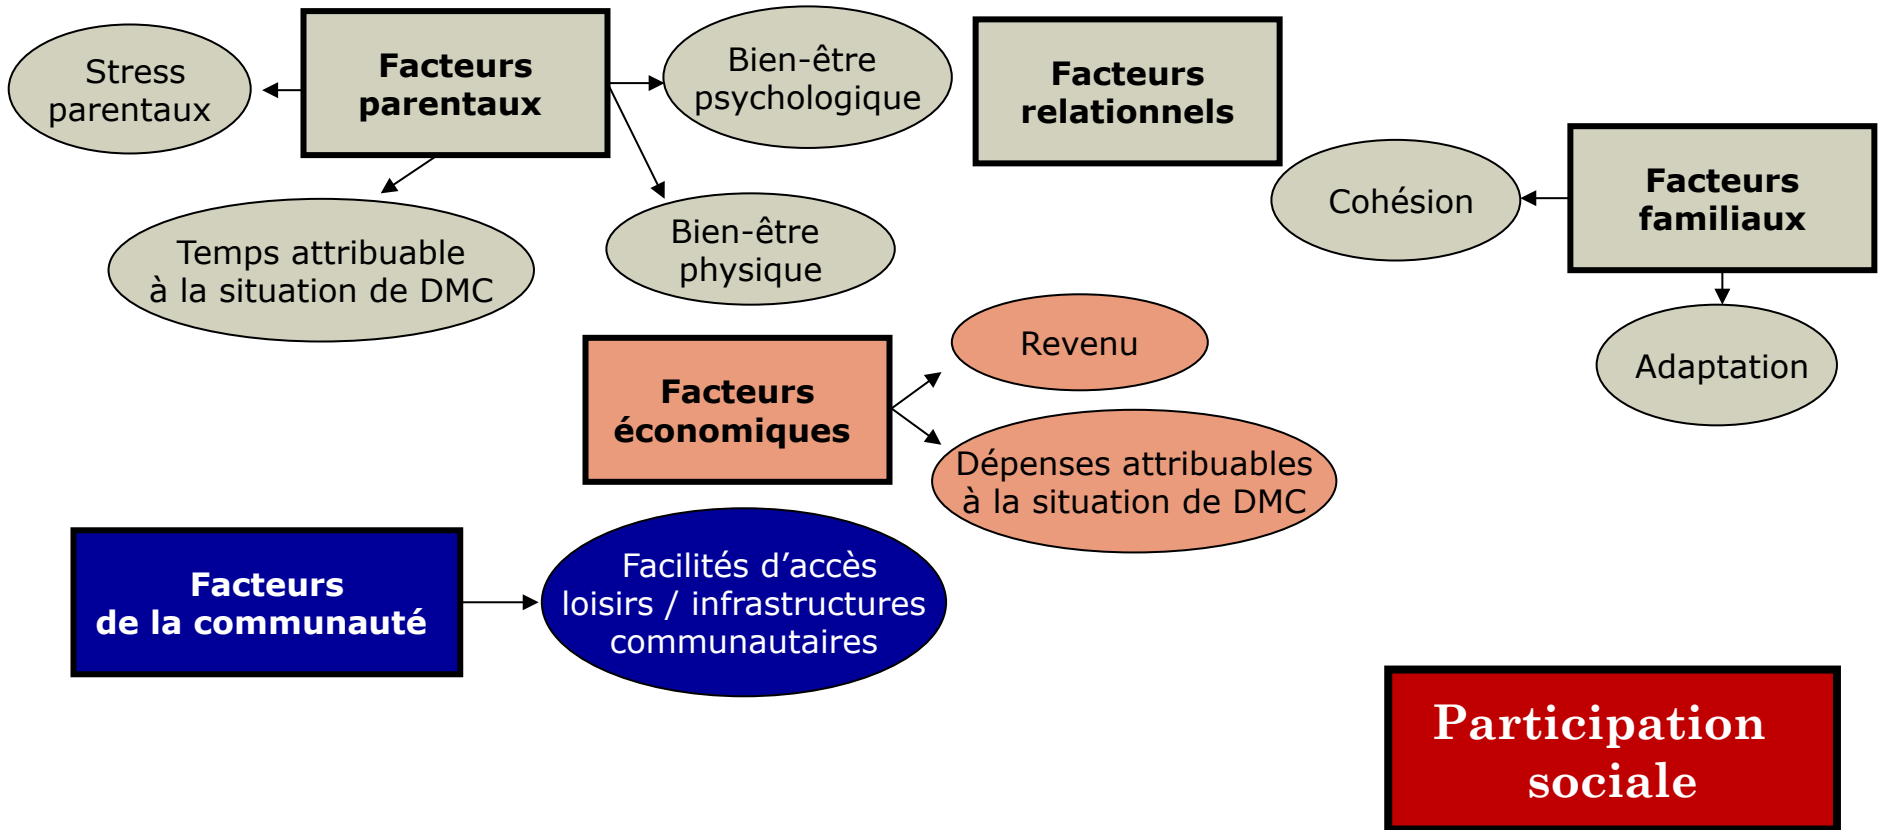 Stress
parentaux
Facteurs
parentaux
Bien-être
psychologique
Facteurs
relationnels
Temps attribuable
à la situation de DMC
Bien-être
physique
Cohésion
Facteurs
familiaux
Adaptation
Facteurs
économiques
Revenu
Dépenses attribuables
à la situation de DMC
Facteurs
de la communauté
Facilités d’accès
loisirs / infrastructures
communautaires
Participation
sociale